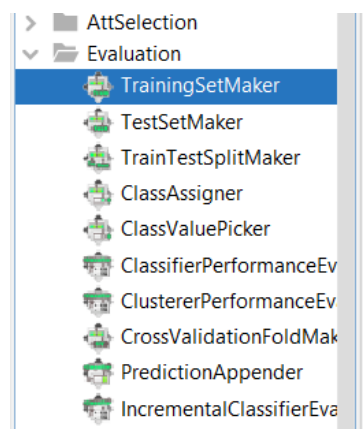 AttSelection
Evaluation
TrainingSetMaker
TestSetMaker
TrainTestSplitMaker
ClassAssigner
ClassValuePicker
ClassifierPerformanceEv
ClustererPerformanceEv
CrossValidationFoldMak
PredictionAppender
IncrementalClassifierEva